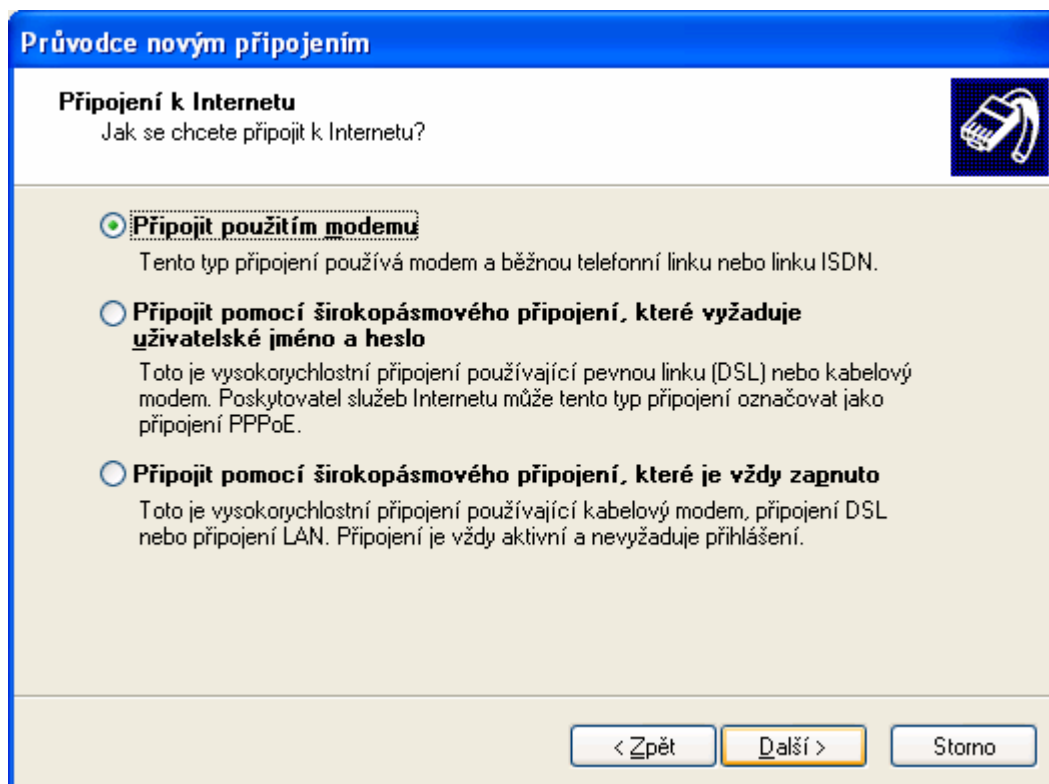 Průvodce novým připojením
Připojení k Internetu
Jak se chcete připojit k Internetu?
Připojit použitím modemu
Tento typ připojení používá modem a běžnou telefonní linku nebo linku ISDN.
Připojit pomocí širokopásmového připojení, které vyžaduje
uživatelské jméno a heslo
Toto je vysokorychlostní připojení používající pevnou linku (DSL) nebo kabelový
modem. Poskytovatel služeb Internetu může tento typ připojení označovat jako
připojení PPPoE.
Připojit pomocí širokopásmového připojení, které je vždy zapnuto
Toto je vysokorychlostní připojení používající kabelový modem, připojení DSL
nebo připojení LAN. Připojení je vždy aktivní a nevyžaduje přihlášení.
< Zpět Další > Storno